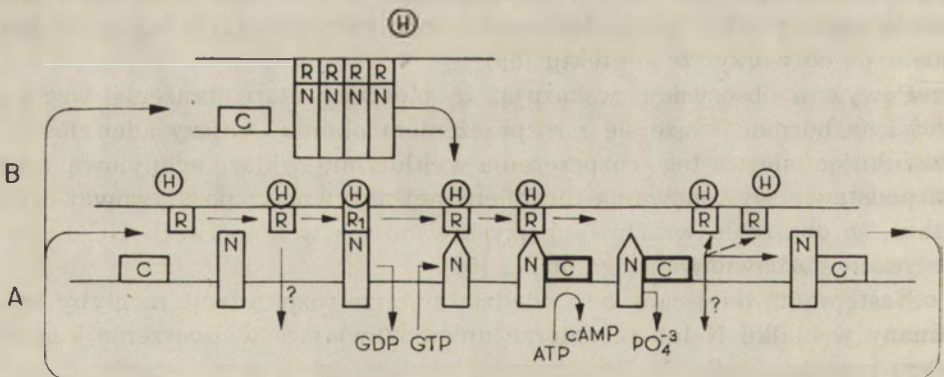 H
R R R R
N N N N
C
B
H H H H H H H
R R R₁ R R R R
N N N N N N N
C C C C
A
?
?
GDP GTP
ATP cAMP PO₄⁻³